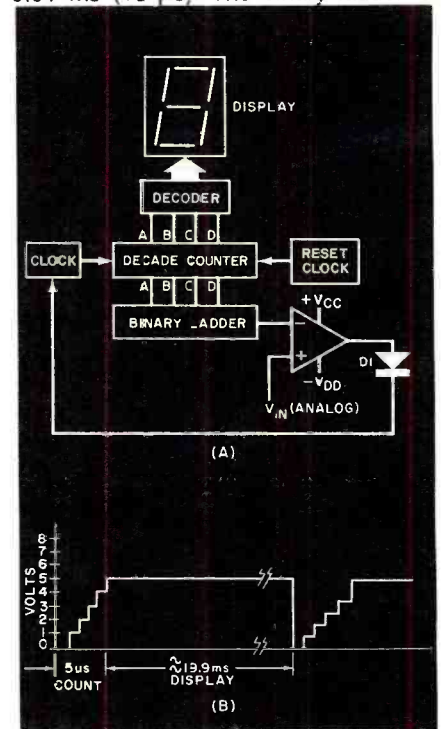 DISPLAY
DECODER
A B C D
CLOCK
DECADE COUNTER
RESET CLOCK
A B C D
BINARY LADDER
+VCC
−
+
D1
−VDD
VIN (ANALOG)
(A)
VOLTS
8
7
6
5
4
3
2
1
0
5us
COUNT
≈19.9ms
DISPLAY
(B)